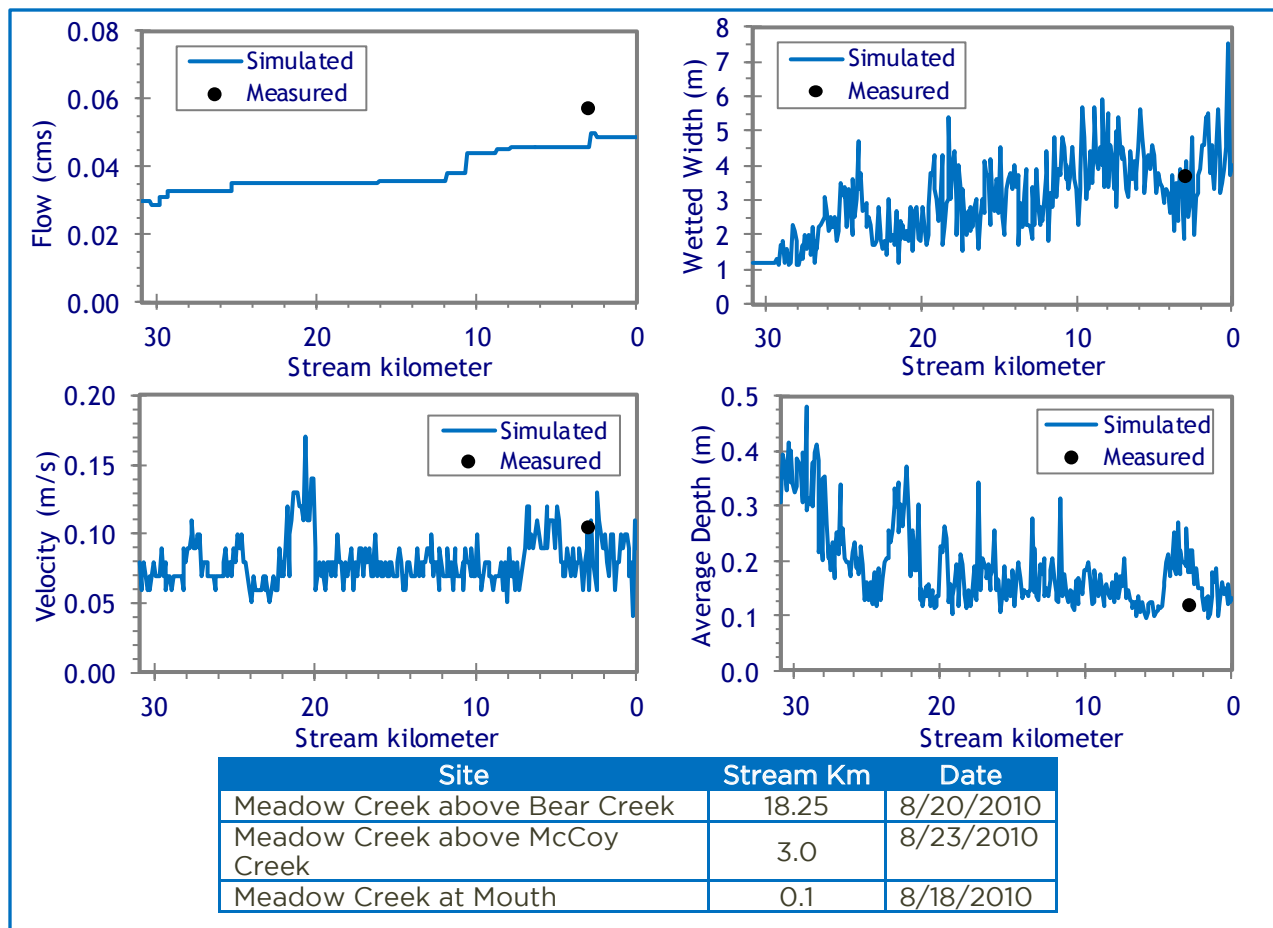 0.08
0.06
0.04
0.02
0.00
Flow (cms)
Simulated
Measured
30 20 10 0
Stream kilometer
8
7
6
5
4
3
2
1
0
Wetted Width (m)
Simulated
Measured
30 20 10 0
Stream kilometer
0.20
0.15
0.10
0.05
0.00
Velocity (m/s)
Simulated
Measured
30 20 10 0
Stream kilometer
0.5
0.4
0.3
0.2
0.1
0.0
Average Depth (m)
Simulated
Measured
30 20 10 0
Stream kilometer
Site Stream Km Date
Meadow Creek above Bear Creek 18.25 8/20/2010
Meadow Creek above McCoy
Creek 3.0 8/23/2010
Meadow Creek at Mouth 0.1 8/18/2010